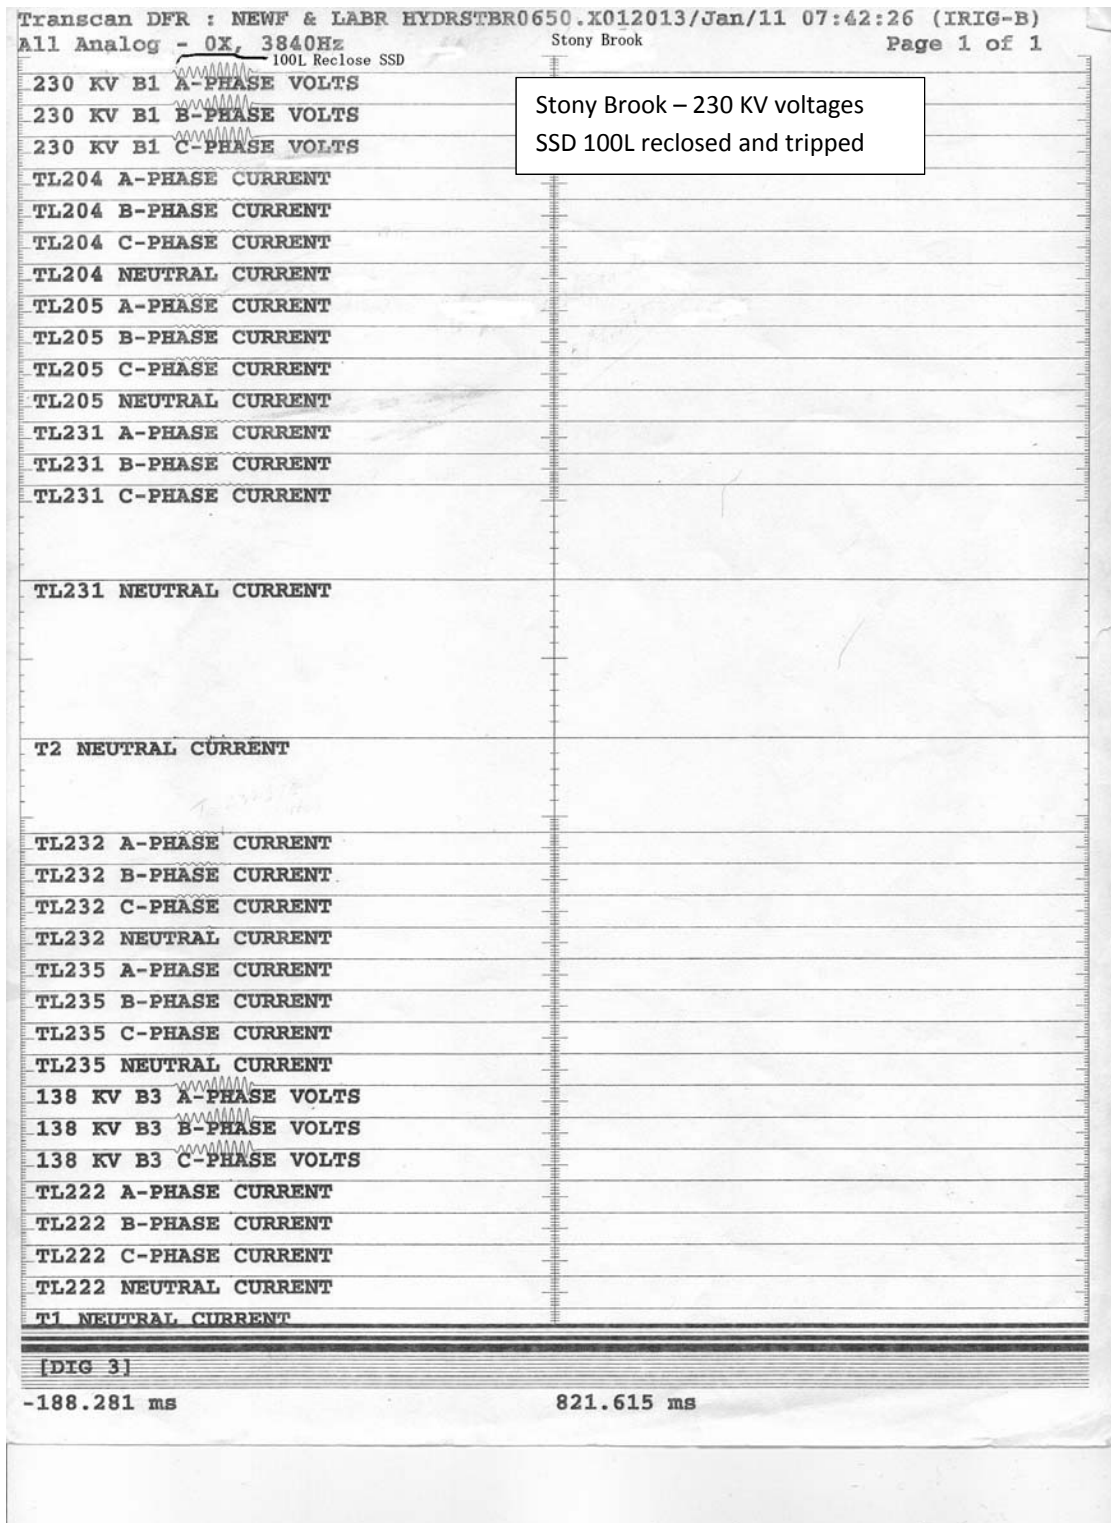 Transcan DFR : NEWF & LABR HYDRSTBR0650.X012013/Jan/11 07:42:26 (IRIG-B)
All Analog - 0X, 3840Hz Stony Brook Page 1 of 1
100L Reclose SSD
230 KV B1 A-PHASE VOLTS
Stony Brook – 230 KV voltages
SSD 100L reclosed and tripped
230 KV B1 B-PHASE VOLTS
230 KV B1 C-PHASE VOLTS
TL204 A-PHASE CURRENT
TL204 B-PHASE CURRENT
TL204 C-PHASE CURRENT
TL204 NEUTRAL CURRENT
TL205 A-PHASE CURRENT
TL205 B-PHASE CURRENT
TL205 C-PHASE CURRENT
TL205 NEUTRAL CURRENT
TL231 A-PHASE CURRENT
TL231 B-PHASE CURRENT
TL231 C-PHASE CURRENT
TL231 NEUTRAL CURRENT
T2 NEUTRAL CURRENT
TL232 A-PHASE CURRENT
TL232 B-PHASE CURRENT
TL232 C-PHASE CURRENT
TL232 NEUTRAL CURRENT
TL235 A-PHASE CURRENT
TL235 B-PHASE CURRENT
TL235 C-PHASE CURRENT
TL235 NEUTRAL CURRENT
138 KV B3 A-PHASE VOLTS
138 KV B3 B-PHASE VOLTS
138 KV B3 C-PHASE VOLTS
TL222 A-PHASE CURRENT
TL222 B-PHASE CURRENT
TL222 C-PHASE CURRENT
TL222 NEUTRAL CURRENT
T1 NEUTRAL CURRENT
[DIG 3]
-188.281 ms 821.615 ms